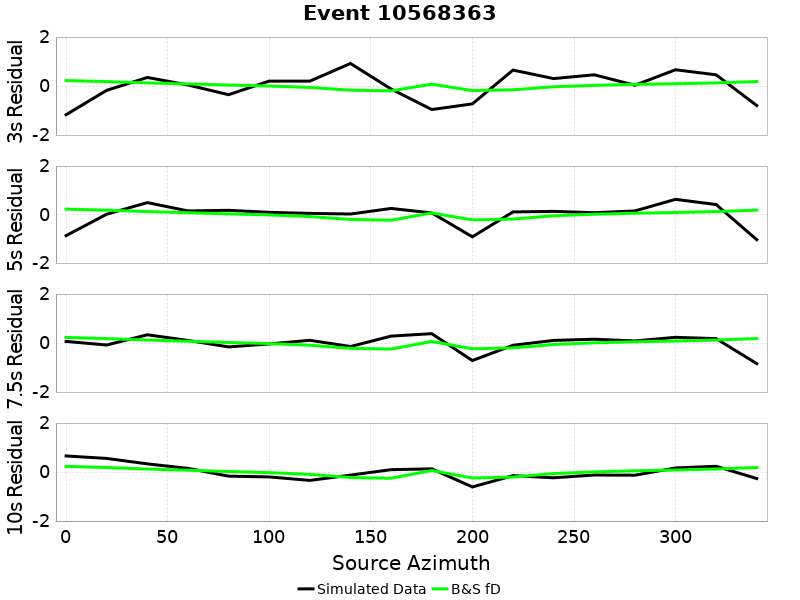 Event 10568363
3s Residual
2
0
-2
5s Residual
2
0
-2
7.5s Residual
2
0
-2
10s Residual
2
0
-2
0 50 100 150 200 250 300
Source Azimuth
Simulated Data B&S fD